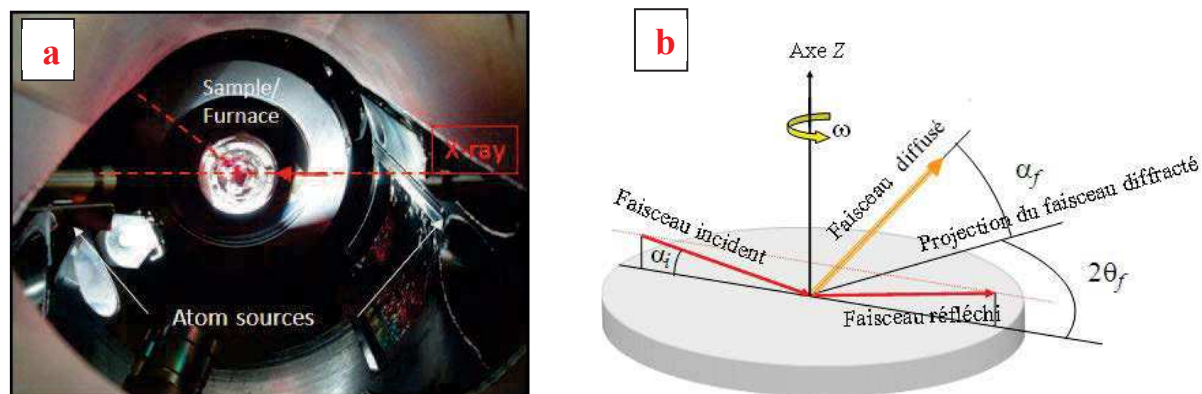 a
Sample/
Furnace
X-ray
Atom sources
b
Axe Z
ω
Faisceau diffusé
α_f
Projection du faisceau diffracté
Faisceau incident
α_i
2θ_f
Faisceau réfléchi